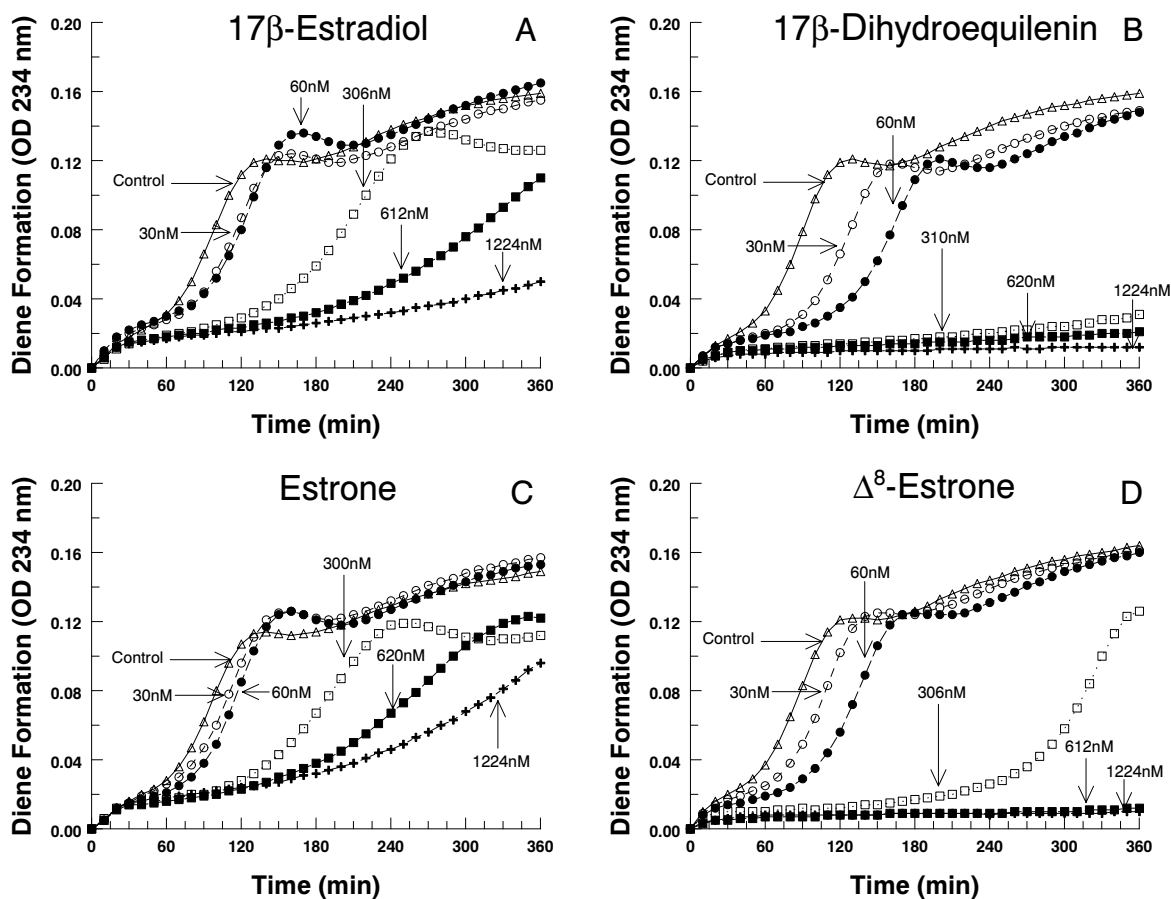 17β-Estradiol A
Diene Formation (OD 234 nm)
0.20
0.16
0.12
0.08
0.04
0.00
60nM
306nM
Control
30nM
612nM
1224nM
0 60 120 180 240 300 360
Time (min)
17β-Dihydroequilenin B
Diene Formation (OD 234 nm)
0.20
0.16
0.12
0.08
0.04
0.00
60nM
Control
30nM
310nM
620nM
1224nM
0 60 120 180 240 300 360
Time (min)
Estrone C
Diene Formation (OD 234 nm)
0.20
0.16
0.12
0.08
0.04
0.00
300nM
Control
620nM
30nM
60nM
1224nM
0 60 120 180 240 300 360
Time (min)
Δ⁸-Estrone D
Diene Formation (OD 234 nm)
0.20
0.16
0.12
0.08
0.04
0.00
60nM
Control
30nM
306nM
612nM
1224nM
0 60 120 180 240 300 360
Time (min)